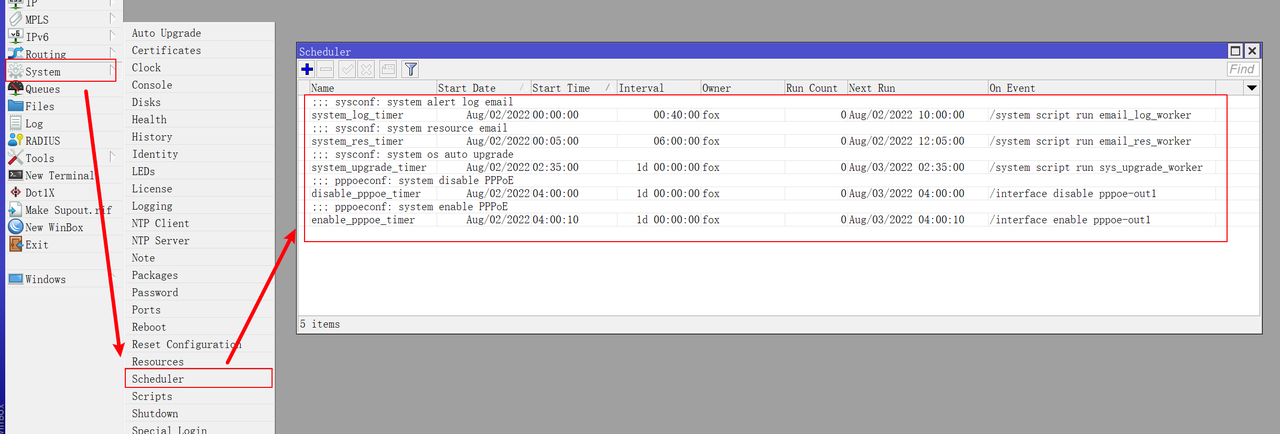 IP
MPLS
IPv6
Routing
System
Queues
Files
Log
RADIUS
Tools
New Terminal
Dot1X
Make Supout.rif
New WinBox
Exit
Windows
Auto Upgrade
Certificates
Clock
Console
Disks
Health
History
Identity
LEDs
License
Logging
NTP Client
NTP Server
Note
Packages
Password
Ports
Reboot
Reset Configuration
Resources
Scheduler
Scripts
Shutdown
Special Login
Scheduler
Find
Name Start Date Start Time Interval Owner Run Count Next Run On Event
;;; sysconf: system alert log email
system_log_timer Aug/02/2022 00:00:00 00:40:00 fox 0 Aug/02/2022 10:00:00 /system script run email_log_worker
;;; sysconf: system resource email
system_res_timer Aug/02/2022 00:05:00 06:00:00 fox 0 Aug/02/2022 12:05:00 /system script run email_res_worker
;;; sysconf: system os auto upgrade
system_upgrade_timer Aug/02/2022 02:35:00 1d 00:00:00 fox 0 Aug/03/2022 02:35:00 /system script run sys_upgrade_worker
;;; pppoeconf: system disable PPPoE
disable_pppoe_timer Aug/02/2022 04:00:00 1d 00:00:00 fox 0 Aug/03/2022 04:00:00 /interface disable pppoe-out1
;;; pppoeconf: system enable PPPoE
enable_pppoe_timer Aug/02/2022 04:00:10 1d 00:00:00 fox 0 Aug/03/2022 04:00:10 /interface enable pppoe-out1
5 items